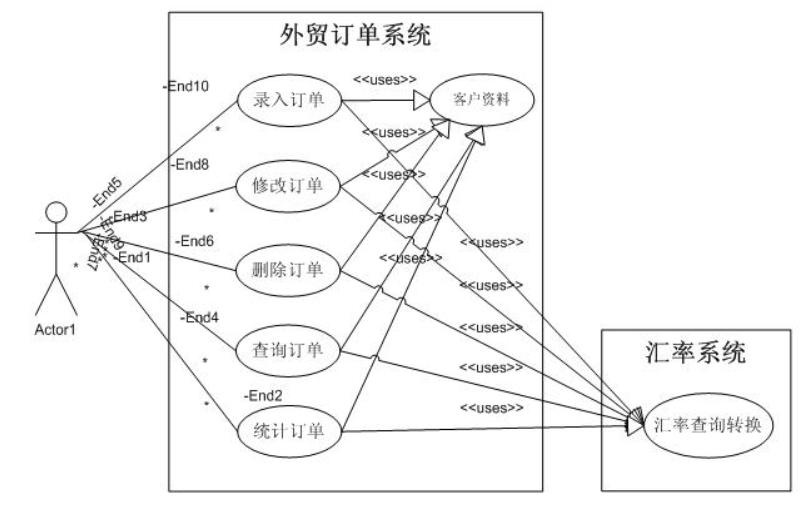 外贸订单系统
-End10
录入订单
<<uses>>
客户资料
*
<<uses>>
-End8
修改订单
<<uses>>
-End5
*
-End3
-End9
<<uses>>
-End7
-End6
*
-End1
<<uses>>
<<uses>>
删除订单
*
<<uses>>
Actor1
-End4
查询订单
<<uses>>
汇率系统
*
<<uses>>
-End2
*
<<uses>>
统计订单
汇率查询转换